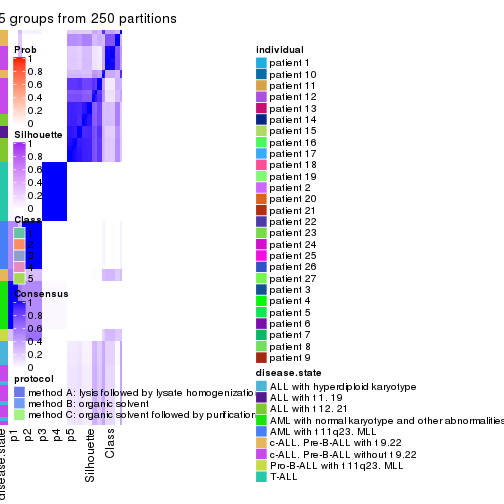 5 groups from 250 partitions
Prob
1
0.8
0.6
0.4
0.2
0
Silhouette
1
0.8
0.6
0.4
0.2
0
Class
1
2
3
4
5
Consensus
1
0.8
0.6
0.4
0.2
0
protocol
method A: lysis followed by lysate homogenizatio
method B: organic solvent
method C: organic solvent followed by purification
disease.state
p1
p2
p3
p4
p5
Silhouette
Class
individual
patient 1
patient 10
patient 11
patient 12
patient 13
patient 14
patient 15
patient 16
patient 17
patient 18
patient 19
patient 2
patient 20
patient 21
patient 22
patient 23
patient 24
patient 25
patient 26
patient 27
patient 3
patient 4
patient 5
patient 6
patient 7
patient 8
patient 9
disease.state
ALL with hyperdiploid karyotype
ALL with t 1. 19
ALL with t 12. 21
AML with normal karyotype and other abnormalities
AML with t 11q23. MLL
c-ALL. Pre-B-ALL with t 9.22
c-ALL. Pre-B-ALL without t 9.22
Pro-B-ALL with t 11q23. MLL
T-ALL